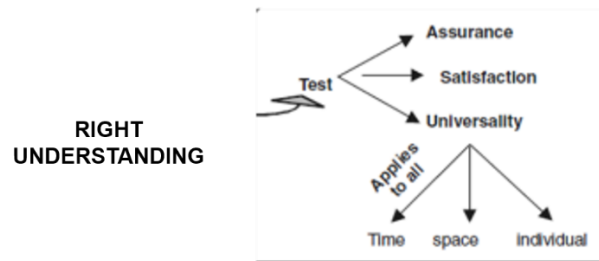 RIGHT
UNDERSTANDING
Test
Assurance
Satisfaction
Universality
Applies
to all
Time space individual